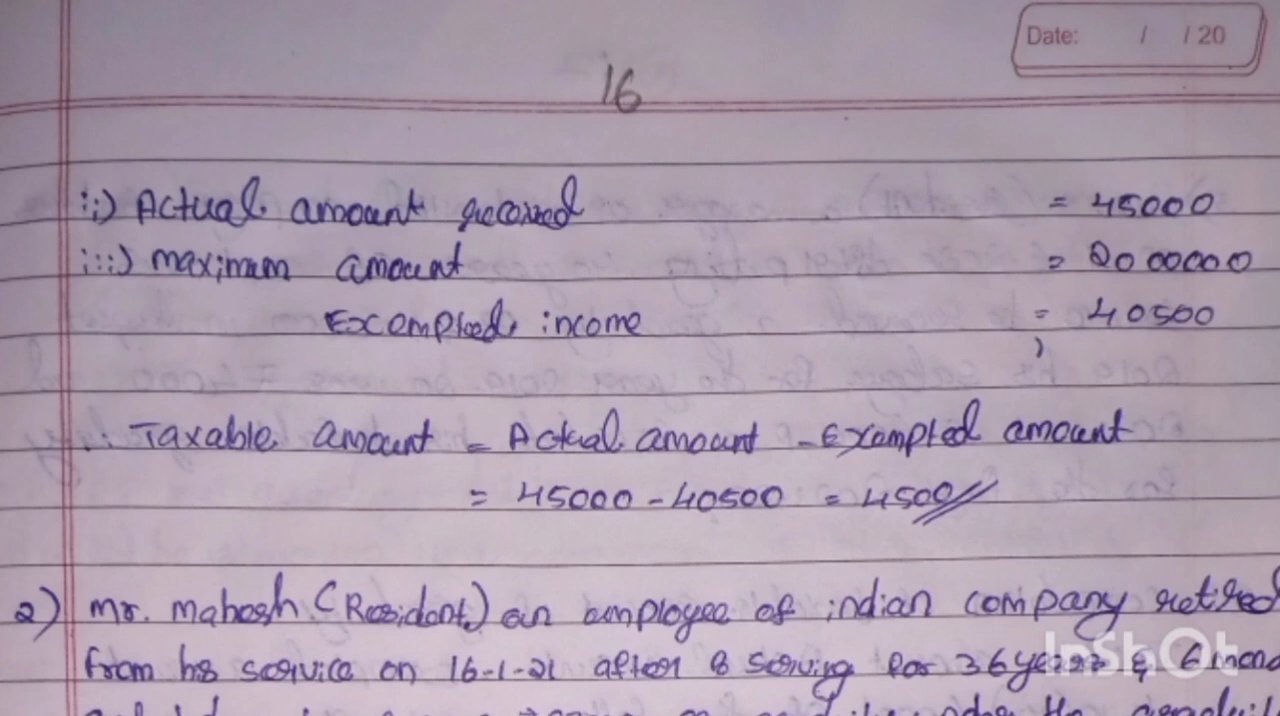 Date: / / 20
16
ii) Actual amount received = 45000
iii) maximum amount = 2000000
Exempted income = 40500
∴ Taxable amount = Actual amount - Exempted amount
= 45000 - 40500 = 4500
2) Mr. Mahesh (Resident) an employee of indian company retired
from his service on 16-1-21 after serving for 36 years & 6
InShOt